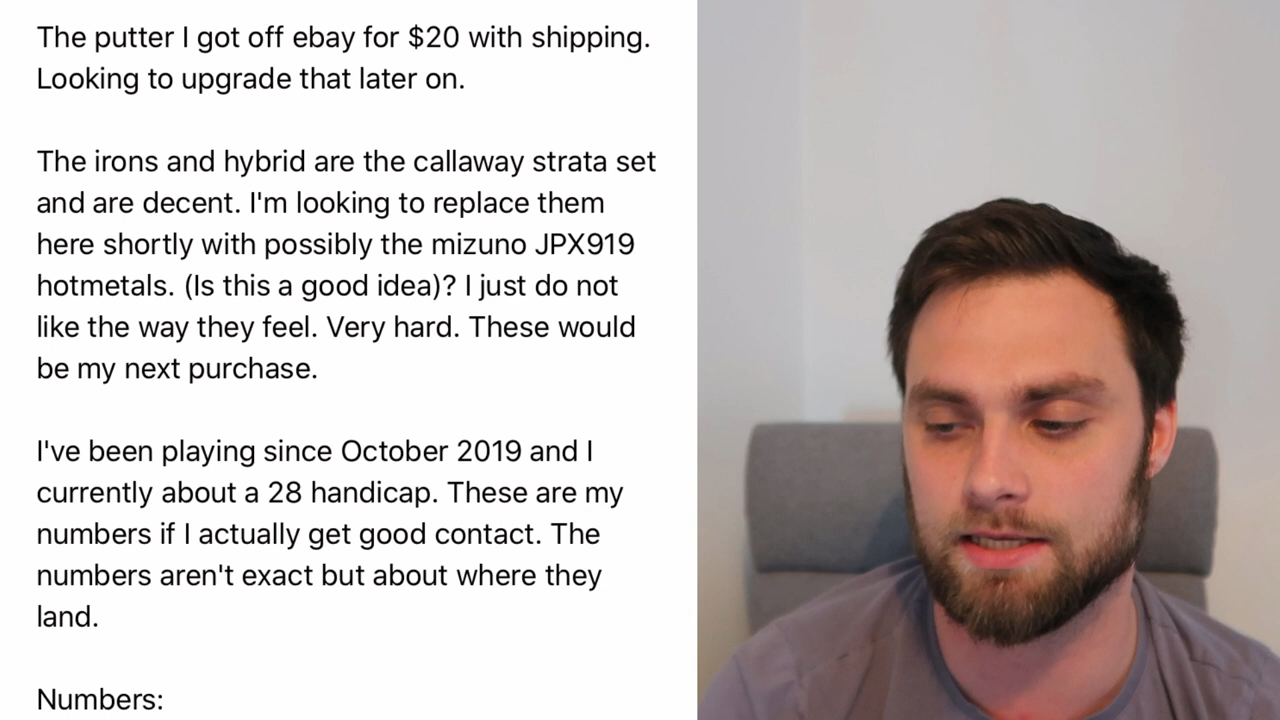 The putter I got off ebay for $20 with shipping.
Looking to upgrade that later on.
The irons and hybrid are the callaway strata set
and are decent. I'm looking to replace them
here shortly with possibly the mizuno JPX919
hotmetals. (Is this a good idea)? I just do not
like the way they feel. Very hard. These would
be my next purchase.
I've been playing since October 2019 and I
currently about a 28 handicap. These are my
numbers if I actually get good contact. The
numbers aren't exact but about where they
land.
Numbers: